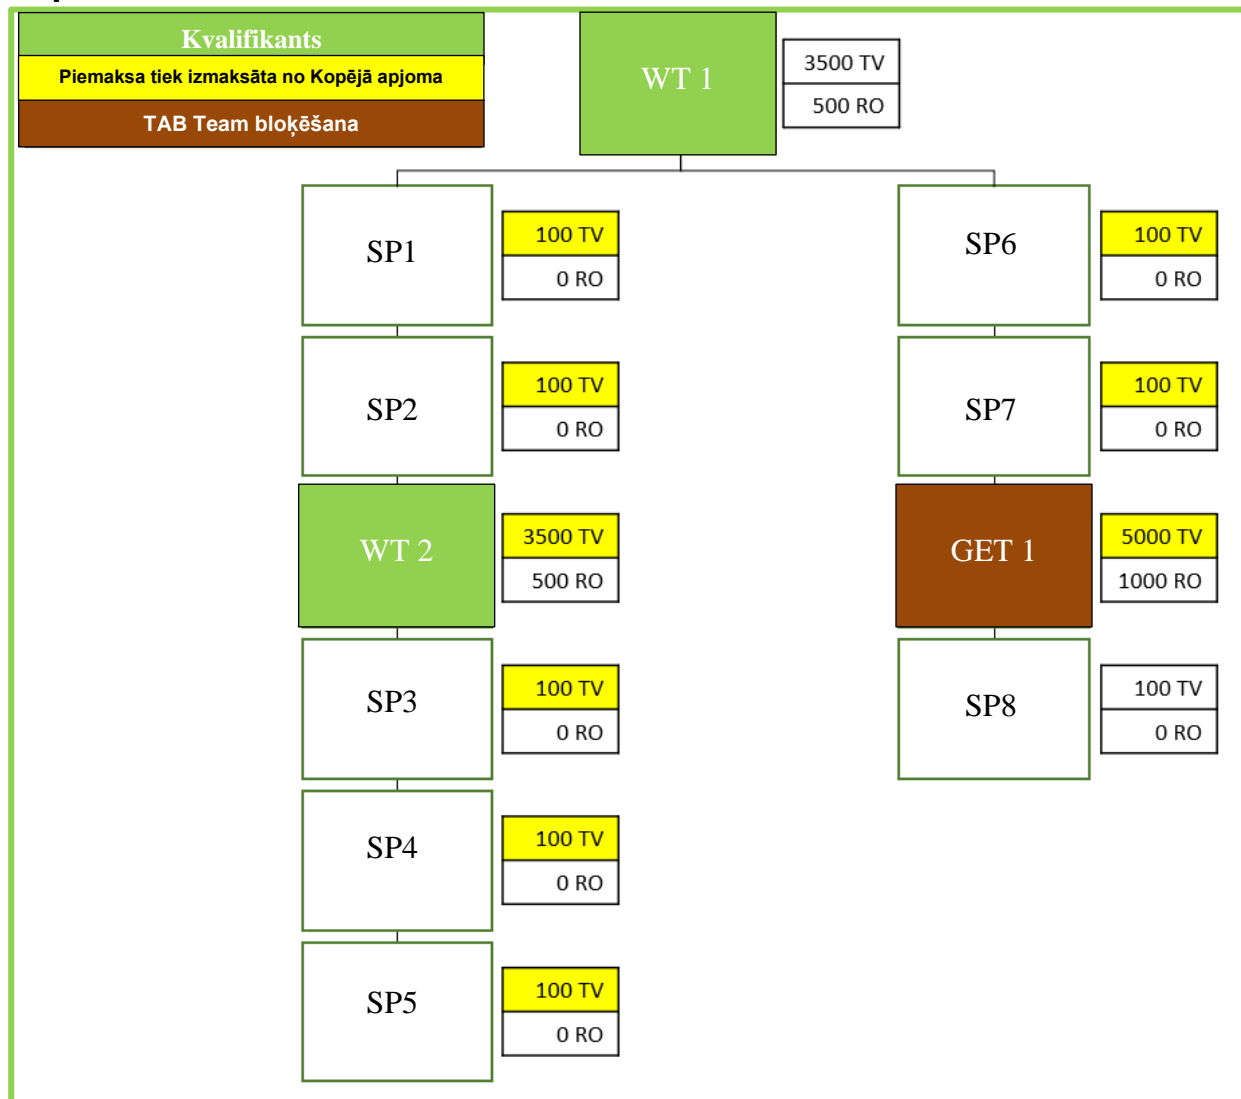 Kvalifikants
Piemaksa tiek izmaksāta no Kopējā apjoma
TAB Team bloķēšana
WT 1
3500 TV
500 RO
SP1
100 TV
0 RO
SP6
100 TV
0 RO
SP2
100 TV
0 RO
SP7
100 TV
0 RO
WT 2
3500 TV
500 RO
GET 1
5000 TV
1000 RO
SP3
100 TV
0 RO
SP8
100 TV
0 RO
SP4
100 TV
0 RO
SP5
100 TV
0 RO